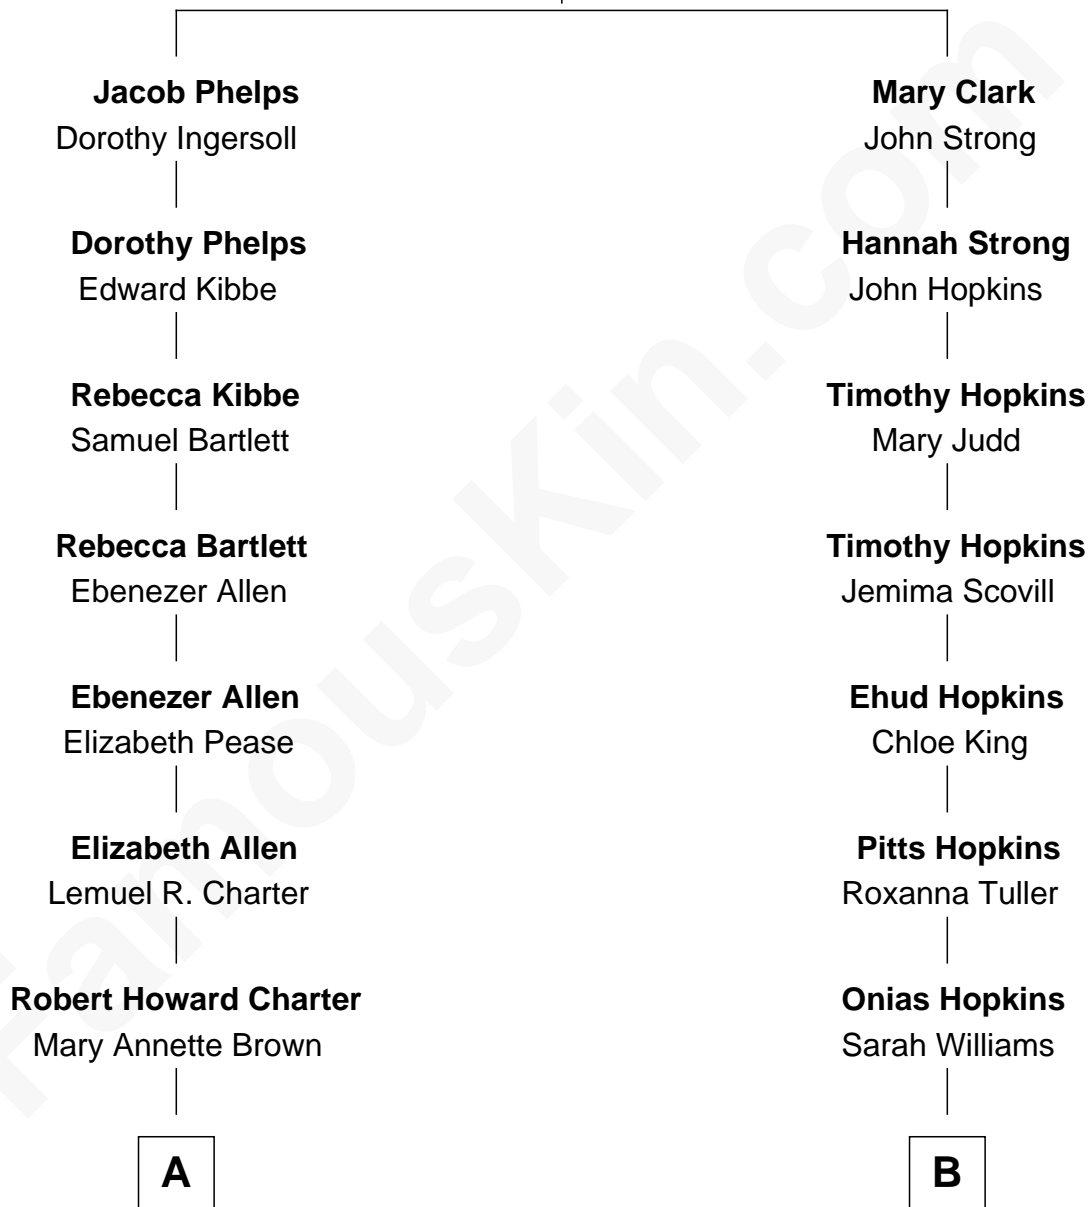 Jacob Phelps
Dorothy Ingersoll
Dorothy Phelps
Edward Kibbe
Rebecca Kibbe
Samuel Bartlett
Rebecca Bartlett
Ebenezer Allen
Ebenezer Allen
Elizabeth Pease
Elizabeth Allen
Lemuel R. Charter
Robert Howard Charter
Mary Annette Brown
A
Mary Clark
John Strong
Hannah Strong
John Hopkins
Timothy Hopkins
Mary Judd
Timothy Hopkins
Jemima Scovill
Ehud Hopkins
Chloe King
Pitts Hopkins
Roxanna Tuller
Onias Hopkins
Sarah Williams
B
FamousKin.com